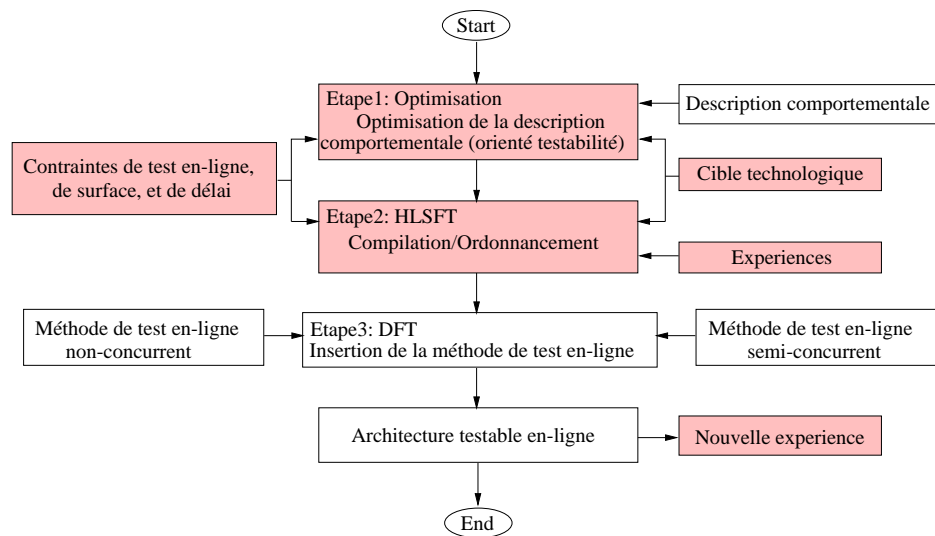 Start
Etape1: Optimisation
Optimisation de la description
comportementale (orienté testabilité)
Description comportementale
Contraintes de test en-ligne,
de surface, et de délai
Cible technologique
Etape2: HLSFT
Compilation/Ordonnancement
Experiences
Méthode de test en-ligne
non-concurrent
Etape3: DFT
Insertion de la méthode de test en-ligne
Méthode de test en-ligne
semi-concurrent
Architecture testable en-ligne
Nouvelle experience
End